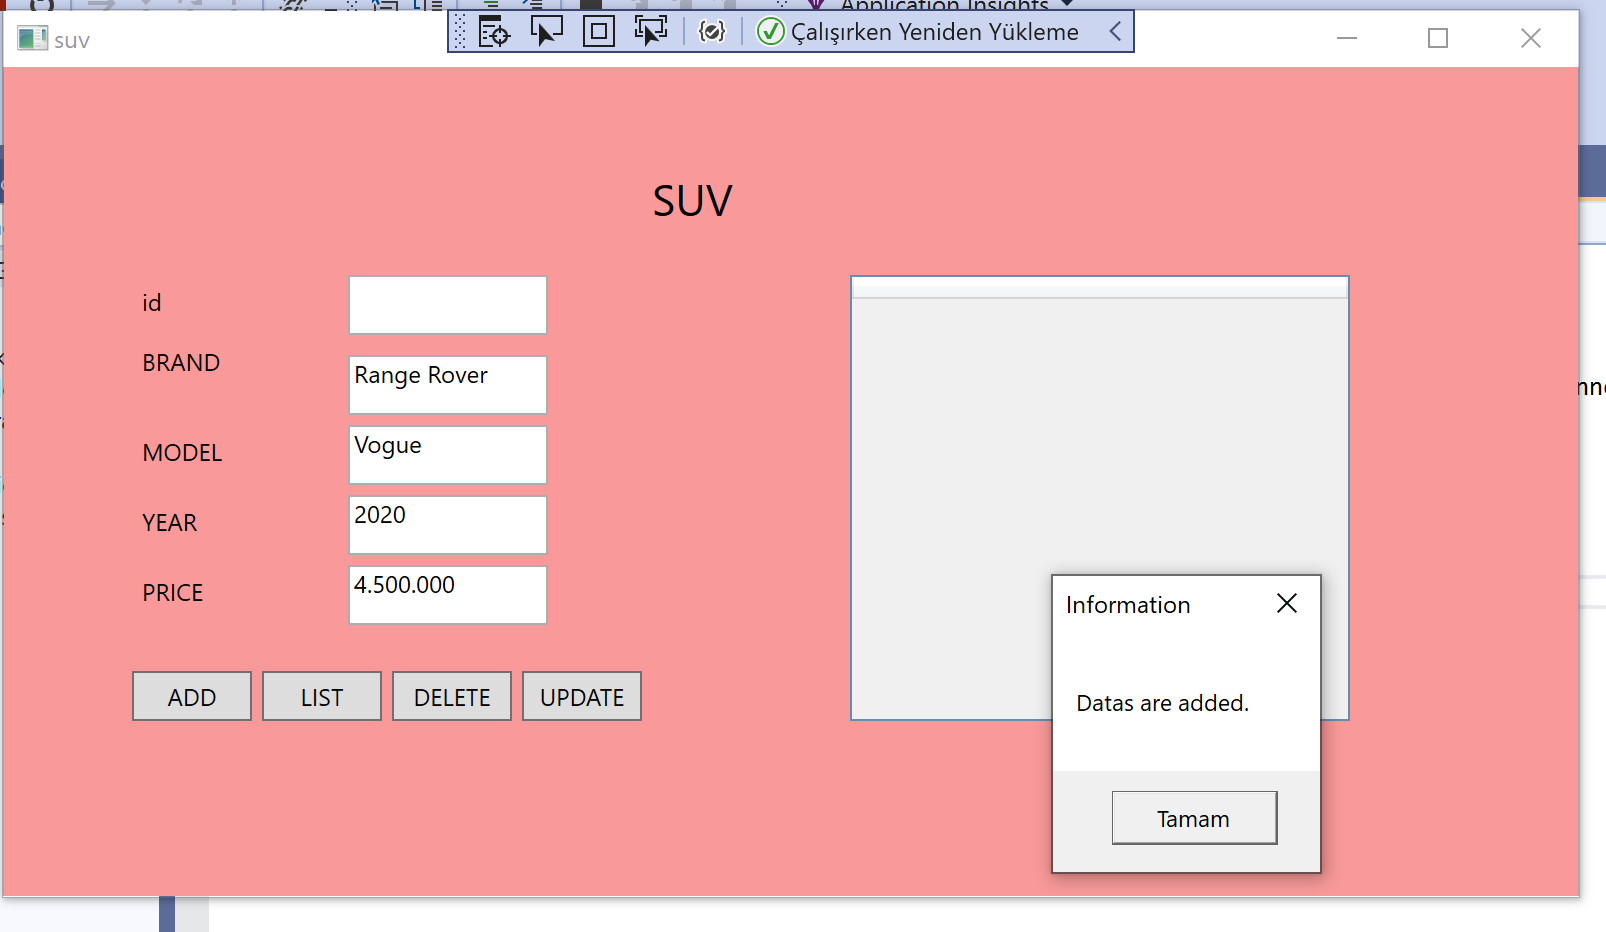 Application Insights
suv
Çalışırken Yeniden Yükleme
SUV
id
BRAND
Range Rover
MODEL
Vogue
YEAR
2020
PRICE
4.500.000
ADD
LIST
DELETE
UPDATE
Information
Datas are added.
Tamam